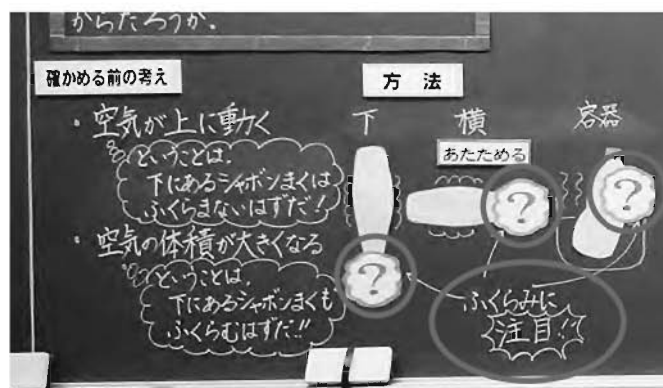 からだろうか。
確かめる前の考え
・空気が上に動く
ということは、
下にあるシャボンまくは
ふくらまないはずだ!
・空気の体積が大きくなる
ということは、
下にあるシャボンまくも
ふくらむはずだ!!
方法
下
横
容器
あたためる
?
?
?
ふくらみに
注目!!